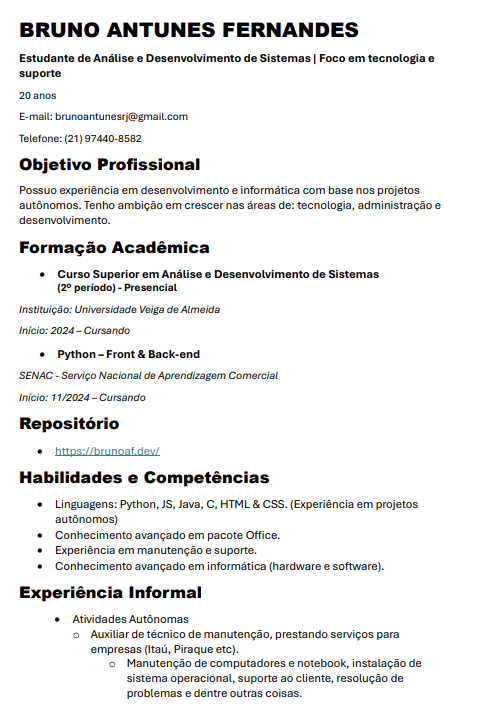 BRUNO ANTUNES FERNANDES
Estudante de Análise e Desenvolvimento de Sistemas | Foco em tecnologia e
suporte
20 anos
E-mail: brunoantunesrj@gmail.com
Telefone: (21) 97440-8582
Objetivo Profissional
Possuo experiência em desenvolvimento e informática com base nos projetos
autônomos. Tenho ambição em crescer nas áreas de: tecnologia, administração e
desenvolvimento.
Formação Acadêmica
• Curso Superior em Análise e Desenvolvimento de Sistemas
(2º período) - Presencial
Instituição: Universidade Veiga de Almeida
Início: 2024 – Cursando
• Python – Front & Back-end
SENAC - Serviço Nacional de Aprendizagem Comercial
Início: 11/2024 – Cursando
Repositório
• https://brunoaf.dev/
Habilidades e Competências
• Linguagens: Python, JS, Java, C, HTML & CSS. (Experiência em projetos
autônomos)
• Conhecimento avançado em pacote Office.
• Experiência em manutenção e suporte.
• Conhecimento avançado em informática (hardware e software).
Experiência Informal
• Atividades Autônomas
o Auxiliar de técnico de manutenção, prestando serviços para
empresas (Itaú, Piraque etc).
o Manutenção de computadores e notebook, instalação de
sistema operacional, suporte ao cliente, resolução de
problemas e dentre outras coisas.